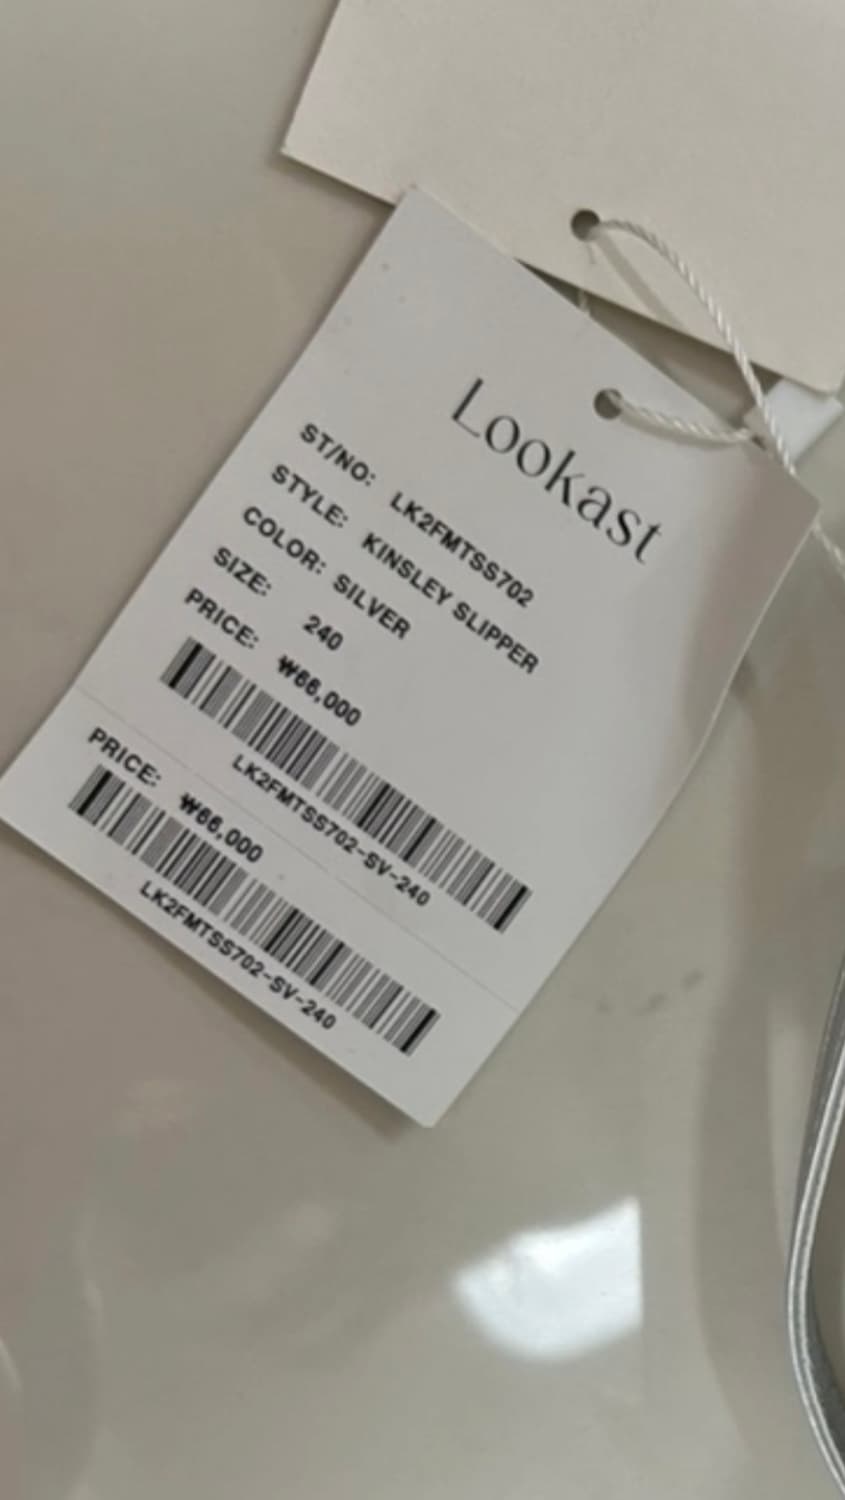 Lookast
ST/NO: LK2FMTSS702
STYLE: KINSLEY SLIPPER
COLOR: SILVER
SIZE: 240
PRICE: ₩66,000
LK2FMTSS702-SV-240
PRICE: ₩66,000
LK2FMTSS702-SV-240